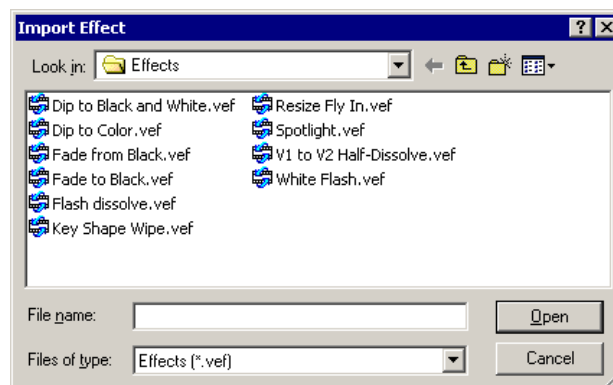 Import Effect
Look in: Effects
Dip to Black and White.vef
Dip to Color.vef
Fade from Black.vef
Fade to Black.vef
Flash dissolve.vef
Key Shape Wipe.vef
Resize Fly In.vef
Spotlight.vef
V1 to V2 Half-Dissolve.vef
White Flash.vef
File name:
Open
Files of type: Effects (*.vef)
Cancel